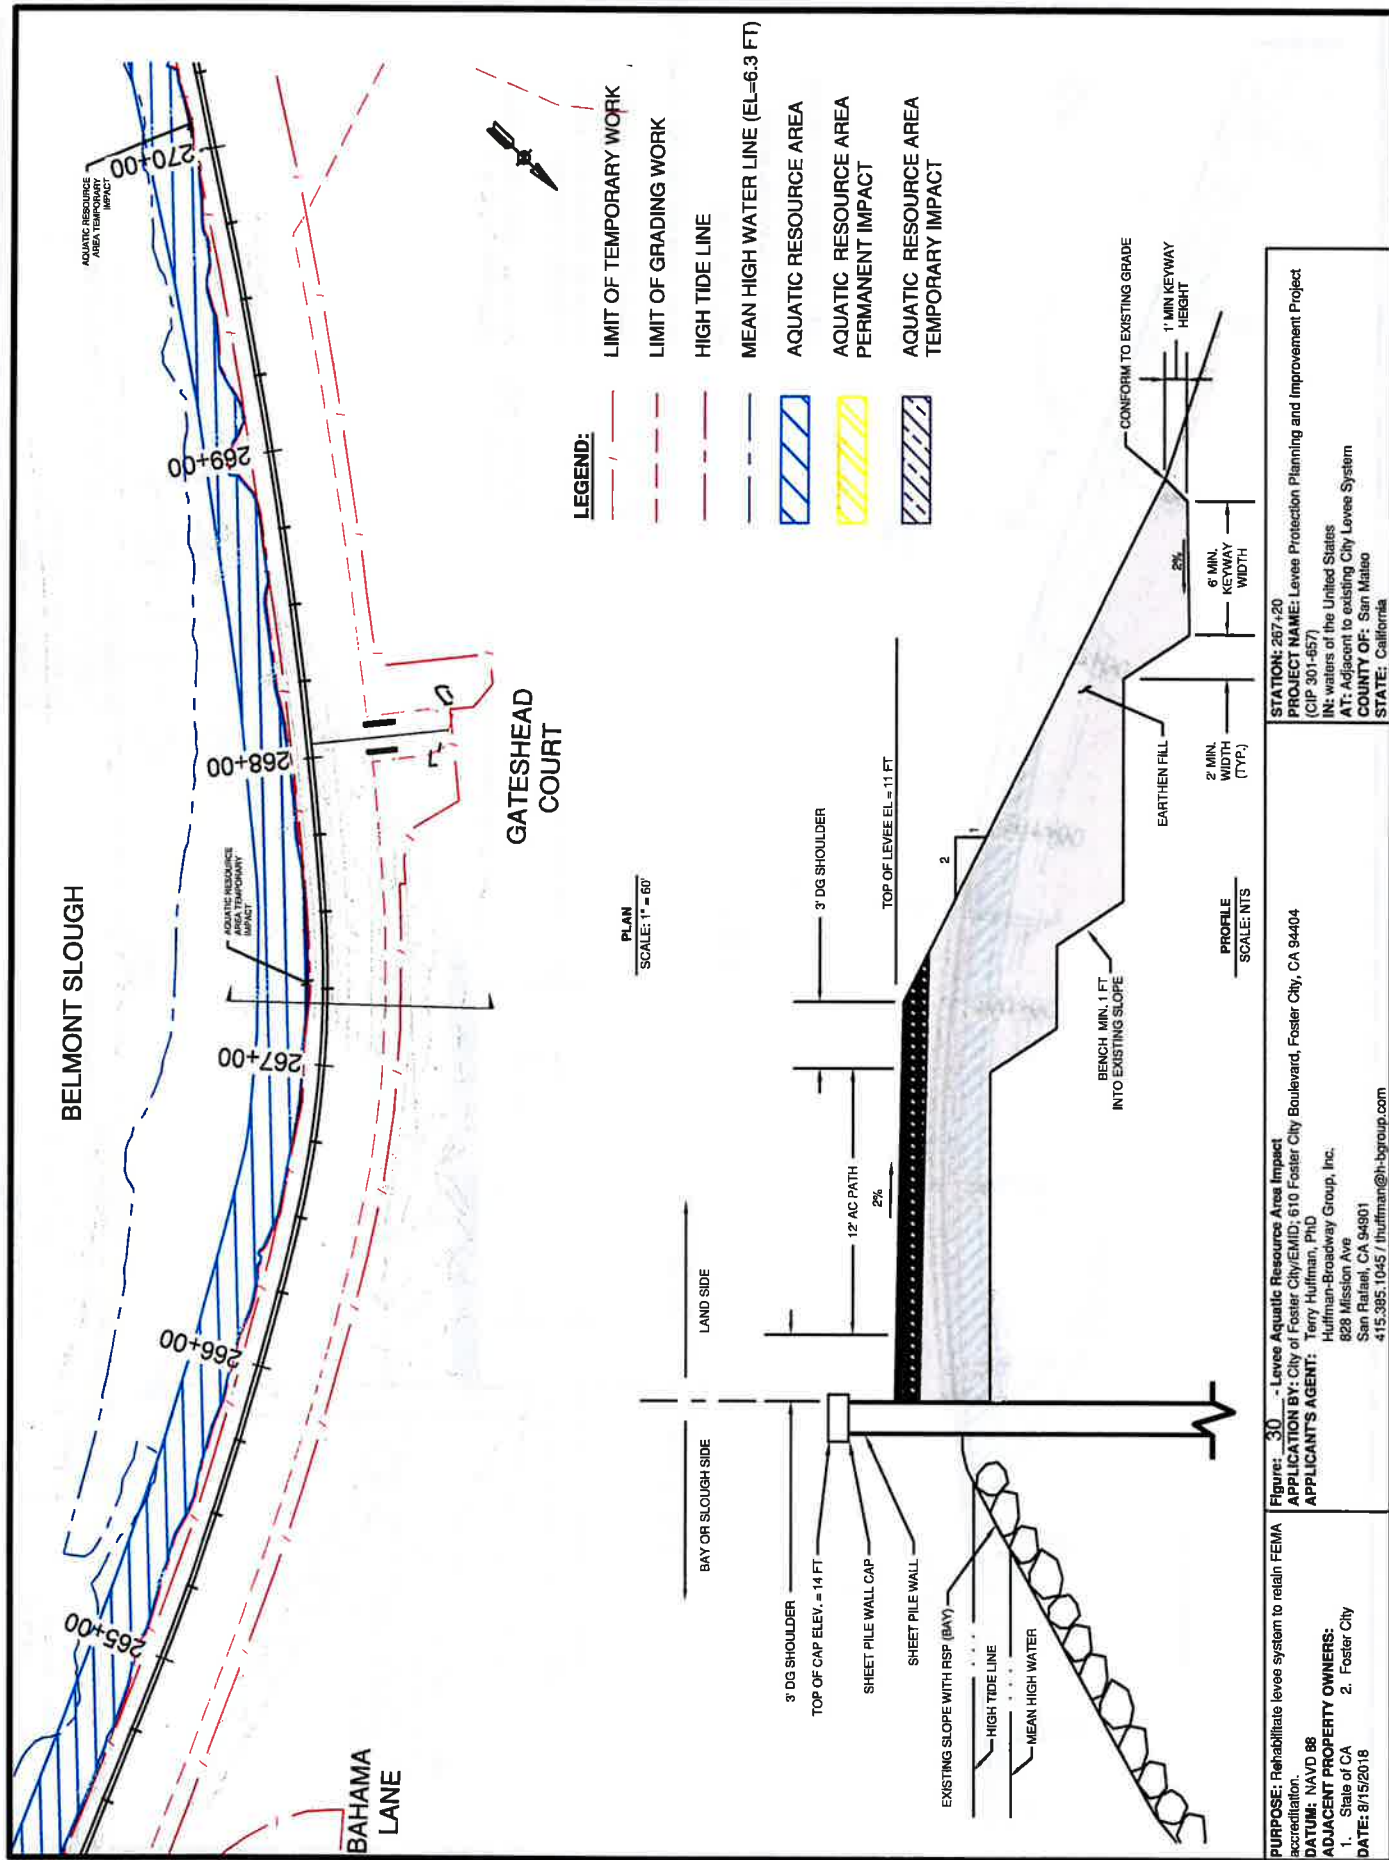 BELMONT SLOUGH
AQUATIC RESOURCE
AREA TEMPORARY
IMPACT
AQUATIC RESOURCE
AREA TEMPORARY
IMPACT
265+00
266+00
267+00
268+00
269+00
270+00
BAHAMA
LANE
GATESHEAD
COURT
PLAN
SCALE: 1" = 60'
LEGEND:
LIMIT OF TEMPORARY WORK
LIMIT OF GRADING WORK
HIGH TIDE LINE
MEAN HIGH WATER LINE (EL=6.3 FT)
AQUATIC RESOURCE AREA
AQUATIC RESOURCE AREA
PERMANENT IMPACT
AQUATIC RESOURCE AREA
TEMPORARY IMPACT
BAY OR SLOUGH SIDE
LAND SIDE
3' DG SHOULDER
TOP OF CAP ELEV. = 14 FT
SHEET PILE WALL CAP
SHEET PILE WALL
EXISTING SLOPE WITH RSP (BAY)
HIGH TIDE LINE
MEAN HIGH WATER
12' AC PATH
2%
3' DG SHOULDER
TOP OF LEVEE EL = 11 FT
2
1
BENCH MIN. 1 FT
INTO EXISTING SLOPE
EARTHEN FILL
2' MIN.
WIDTH
(TYP.)
6' MIN.
KEYWAY
WIDTH
2%
CONFORM TO EXISTING GRADE
1' MIN KEYWAY
HEIGHT
PROFILE
SCALE: NTS
PURPOSE: Rehabilitate levee system to retain FEMA
accreditation.
DATUM: NAVD 88
ADJACENT PROPERTY OWNERS:
1. State of CA 2. Foster City
DATE: 8/15/2018
Figure: 30 - Levee Aquatic Resource Area Impact
APPLICATION BY: City of Foster City/EMID; 610 Foster City Boulevard, Foster City, CA 94404
APPLICANT'S AGENT: Terry Huffman, PhD
Huffman-Broadway Group, Inc.
828 Mission Ave
San Rafael, CA 94901
415.385.1045 / thuffman@h-bgroup.com
STATION: 267+20
PROJECT NAME: Levee Protection Planning and Improvement Project
(CIP 301-657)
IN: waters of the United States
AT: Adjacent to existing City Levee System
COUNTY OF: San Mateo
STATE: California